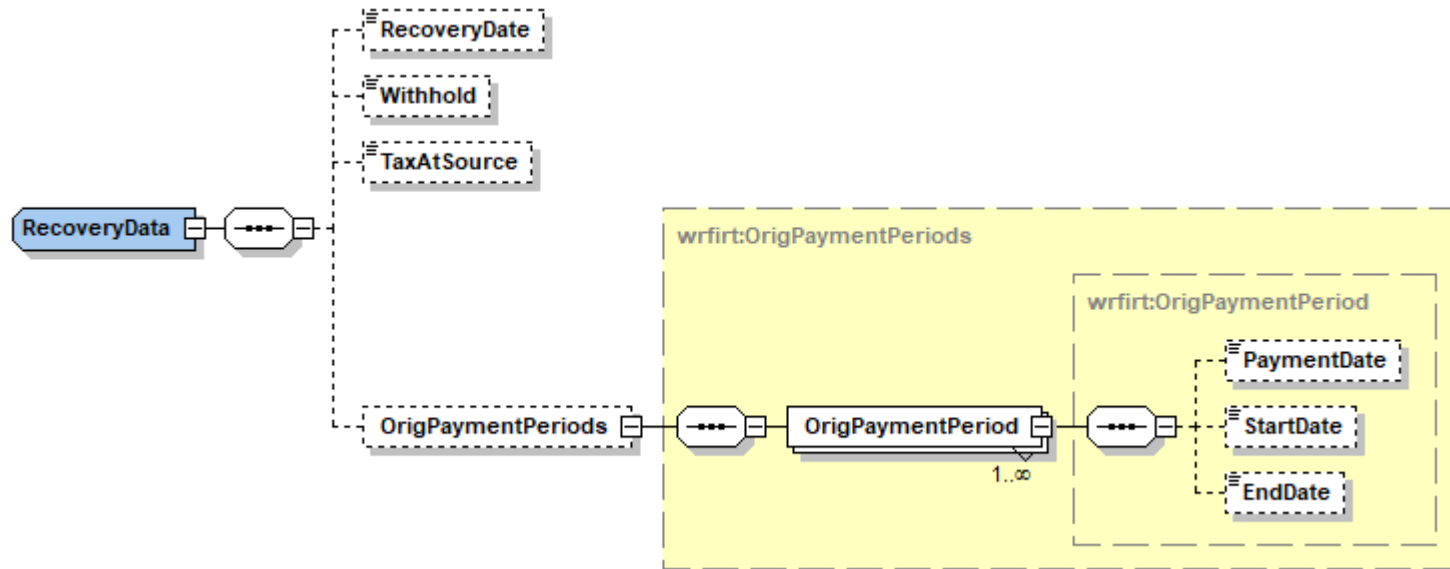 RecoveryDate
Withhold
TaxAtSource
RecoveryData
wrfirt:OrigPaymentPeriods
wrfirt:OrigPaymentPeriod
PaymentDate
OrigPaymentPeriods
OrigPaymentPeriod
StartDate
1..∞
EndDate